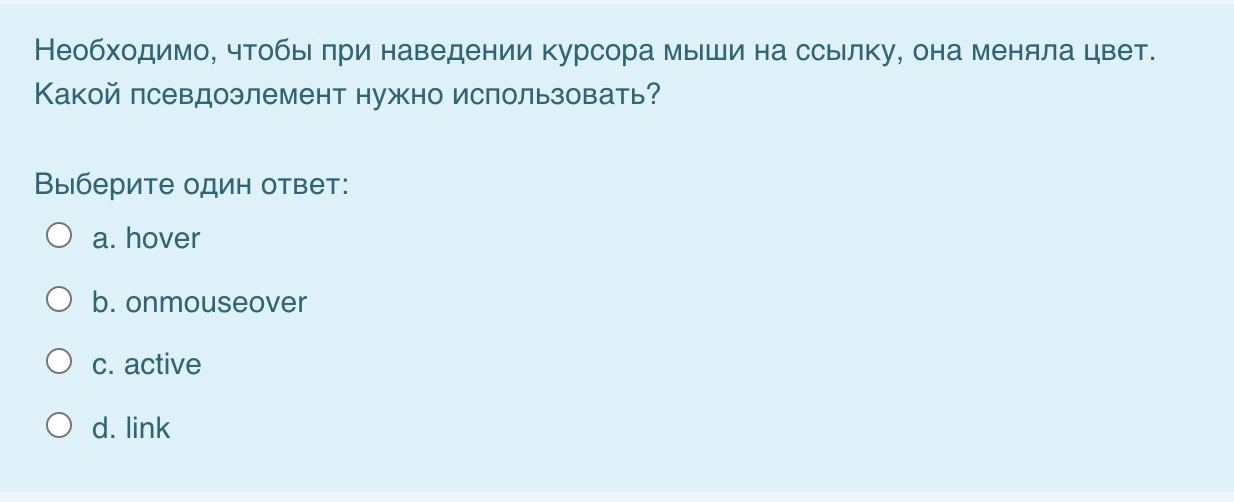 Необходимо, чтобы при наведении курсора мыши на ссылку, она меняла цвет.
Какой псевдоэлемент нужно использовать?
Выберите один ответ:
a. hover
b. onmouseover
c. active
d. link